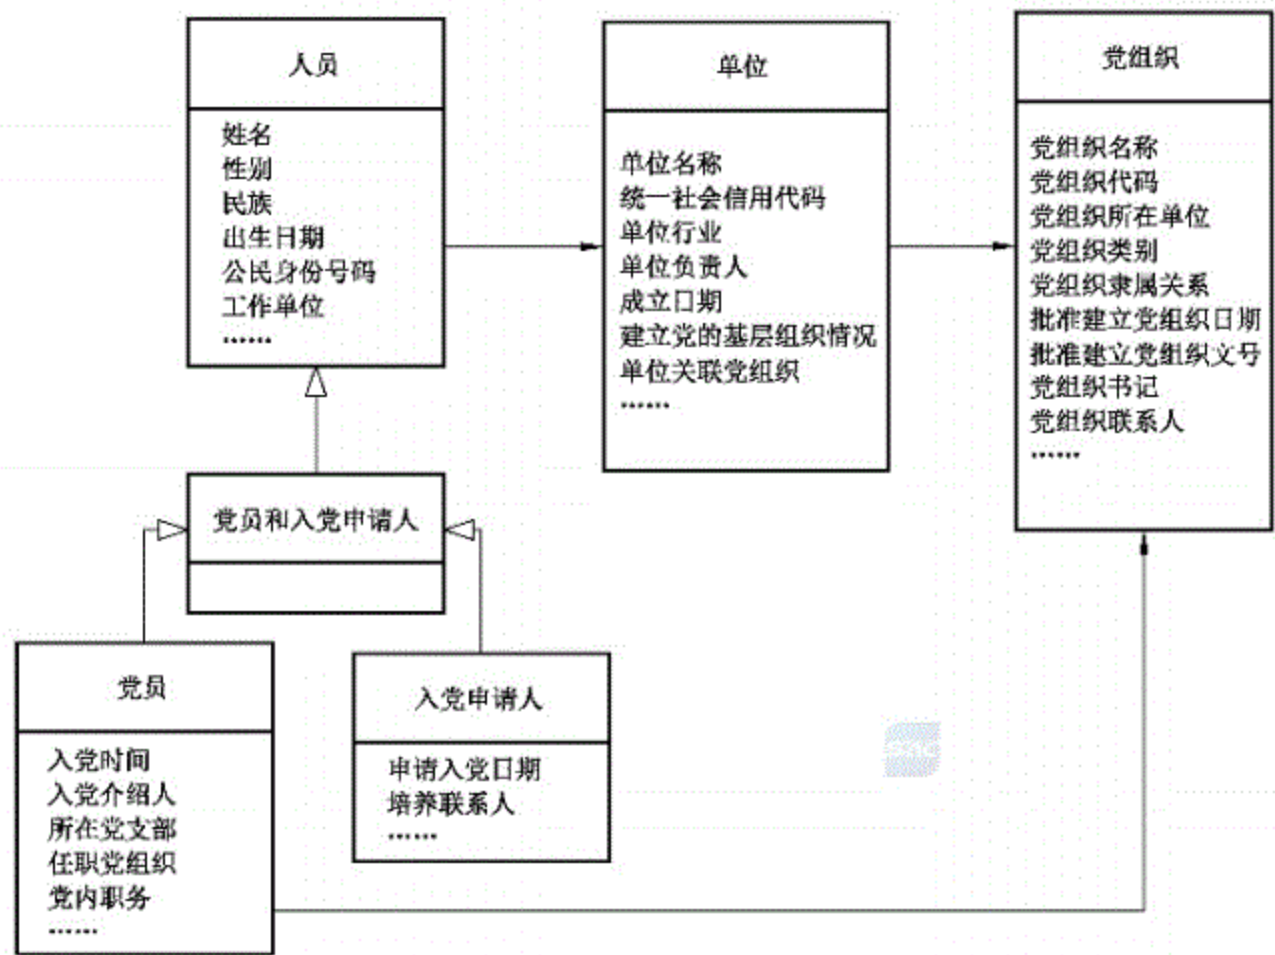 人员
姓名
性别
民族
出生日期
公民身份号码
工作单位
……
单位
单位名称
统一社会信用代码
单位行业
单位负责人
成立日期
建立党的基层组织情况
单位关联党组织
……
党组织
党组织名称
党组织代码
党组织所在单位
党组织类别
党组织隶属关系
批准建立党组织日期
批准建立党组织文号
党组织书记
党组织联系人
……
党员和入党申请人
党员
入党时间
入党介绍人
所在党支部
任职党组织
党内职务
……
入党申请人
申请入党日期
培养联系人
……